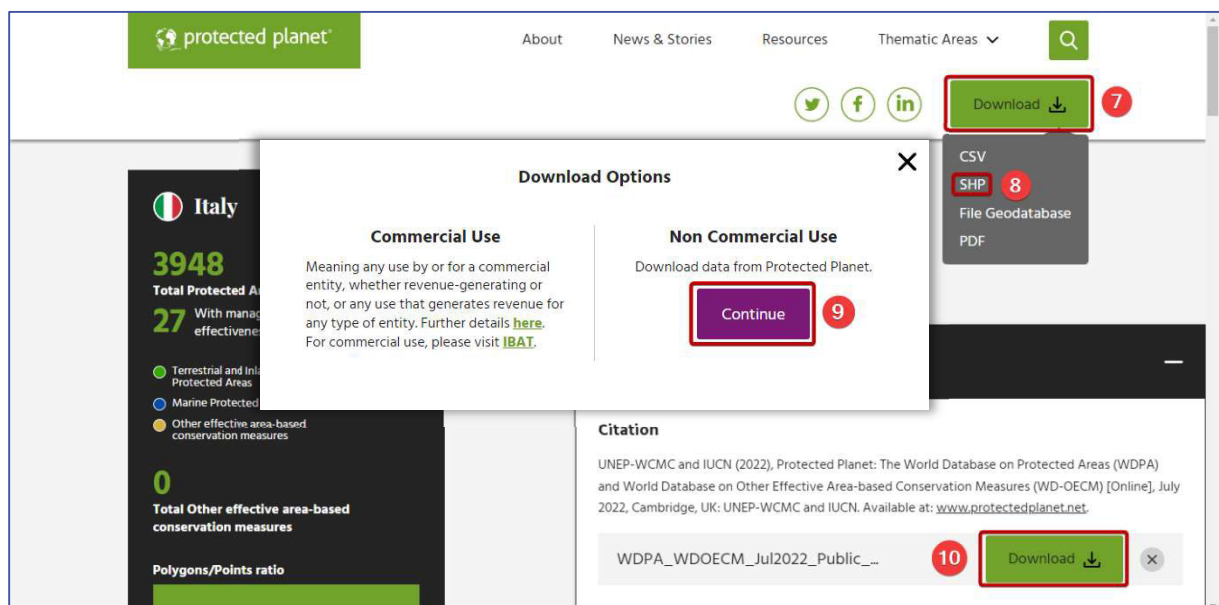 protected planet
About News & Stories Resources Thematic Areas
Download 7
CSV
SHP 8
File Geodatabase
PDF
Download Options
Commercial Use
Meaning any use by or for a commercial
entity, whether revenue-generating or
not, or any use that generates revenue for
any type of entity. Further details here.
For commercial use, please visit IBAT.
Non Commercial Use
Download data from Protected Planet.
Continue 9
Italy
3948
Total Protected
27 With
Terrestrial and
Protected Areas
Marine Protected
Other effective area-based
conservation measures
0
Total Other effective area-based
conservation measures
Polygons/Points ratio
Citation
UNEP-WCMC and IUCN (2022), Protected Planet: The World Database on Protected Areas (WDPA)
and World Database on Other Effective Area-based Conservation Measures (WD-OECM) [Online], July
2022, Cambridge, UK: UNEP-WCMC and IUCN. Available at: www.protectedplanet.net.
WDPA_WDOECM_Jul2022_Public_... 10 Download